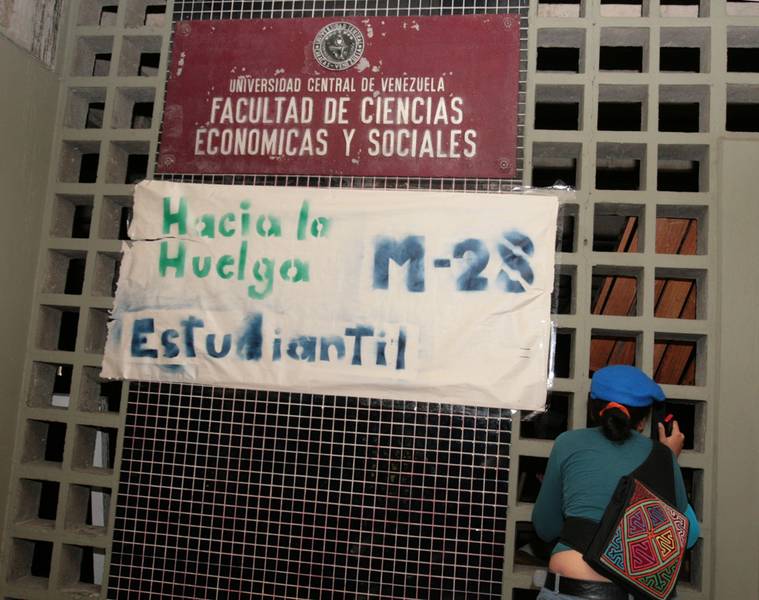 UNIVERSIDAD CENTRAL DE VENEZUELA
FACULTAD DE CIENCIAS
ECONOMICAS Y SOCIALES
Hacia la
Huelga
M-28
Estudiantil